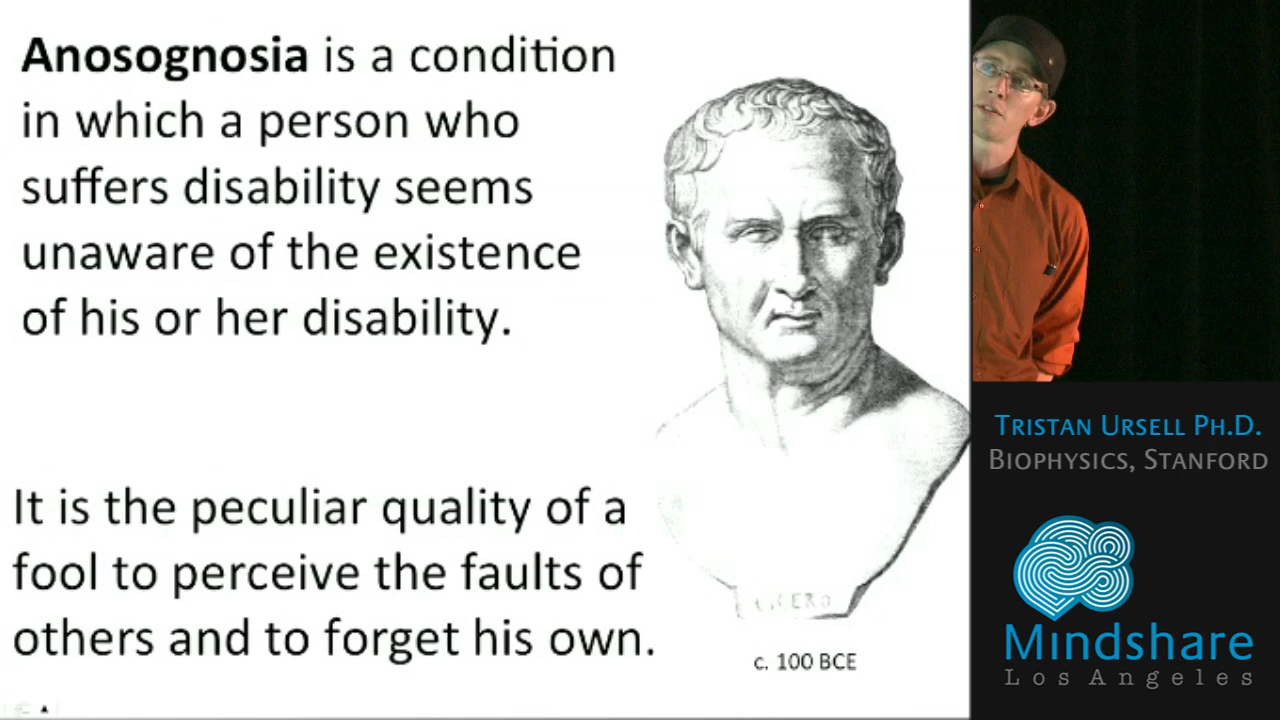 Anosognosia is a condition
in which a person who
suffers disability seems
unaware of the existence
of his or her disability.
It is the peculiar quality of a
fool to perceive the faults of
others and to forget his own.
CICERO
c. 100 BCE
TRISTAN URSELL PH.D.
BIOPHYSICS, STANFORD
Mindshare
Los Angeles